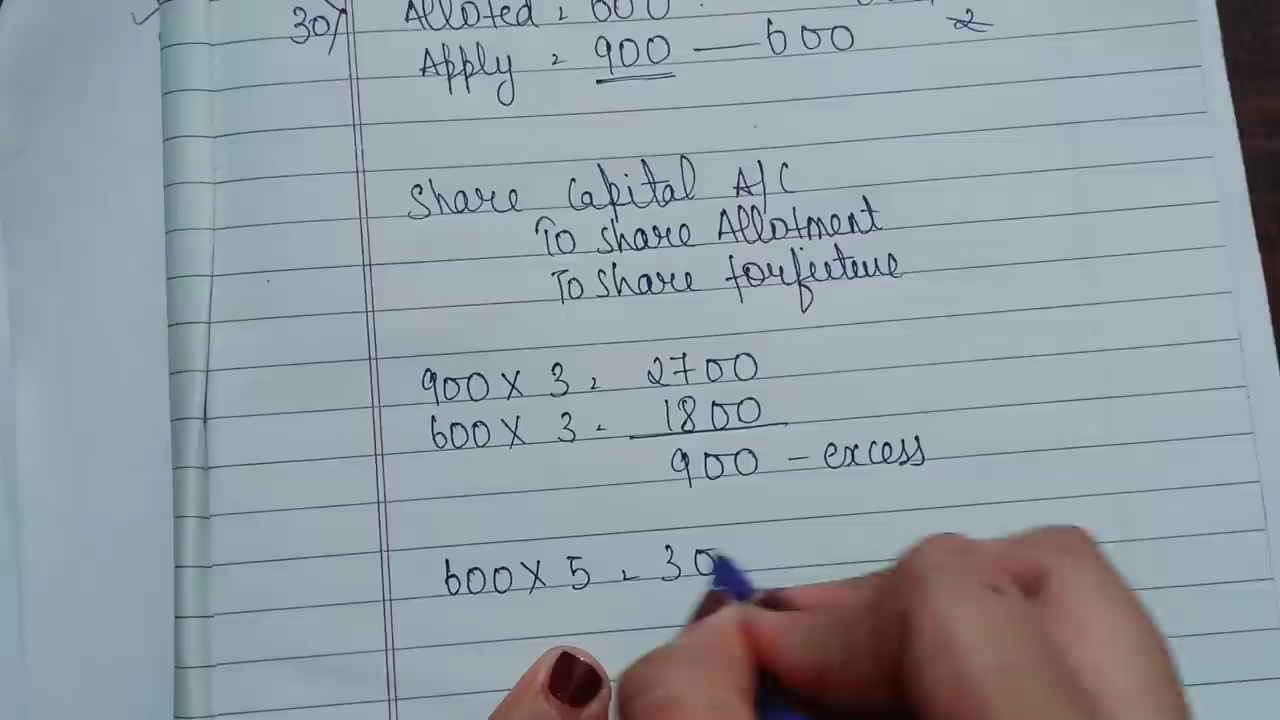 30) Alloted , 600
2
Apply , 900 — 600
Share Capital A/C
To share Allotment
To share forfeeteue
900 X 3 , 2700
600 X 3 - 1800
900 - excess
600 X 5 - 30